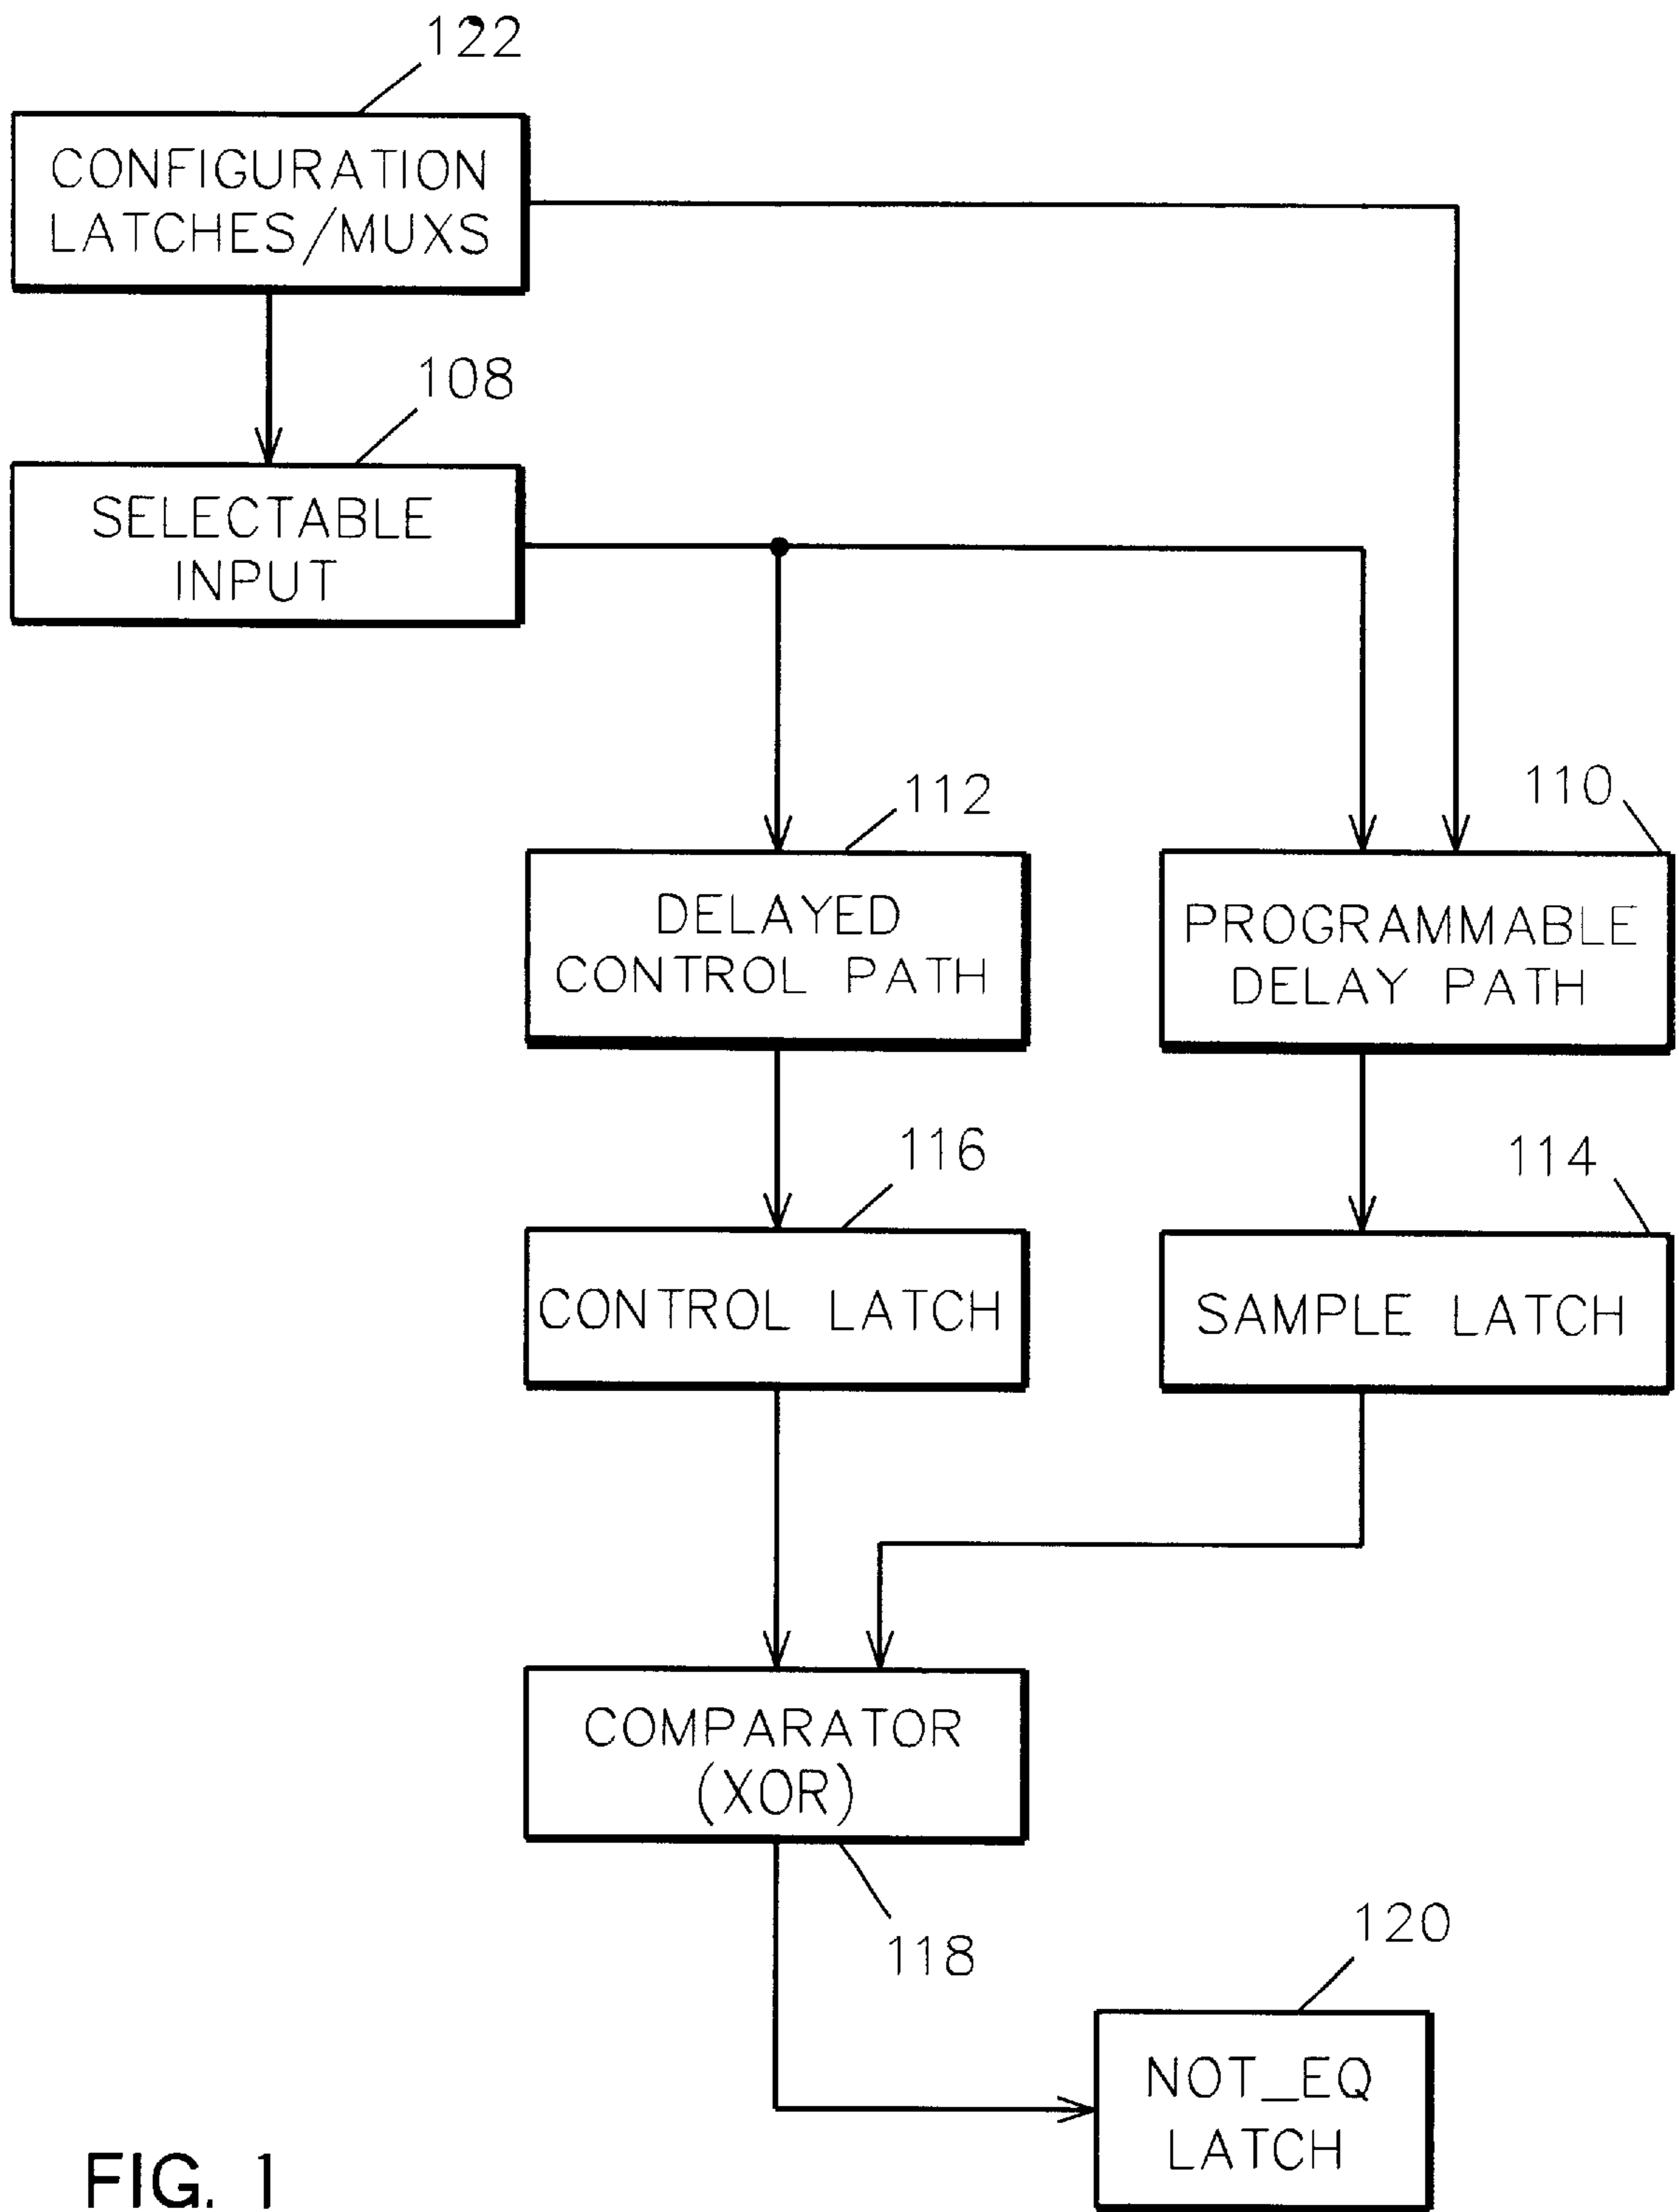 122
CONFIGURATION
LATCHES/MUXS
108
SELECTABLE
INPUT
112
110
DELAYED
CONTROL PATH
PROGRAMMABLE
DELAY PATH
116
114
CONTROL LATCH
SAMPLE LATCH
COMPARATOR
(XOR)
118
120
NOT_EQ
LATCH
FIG. 1